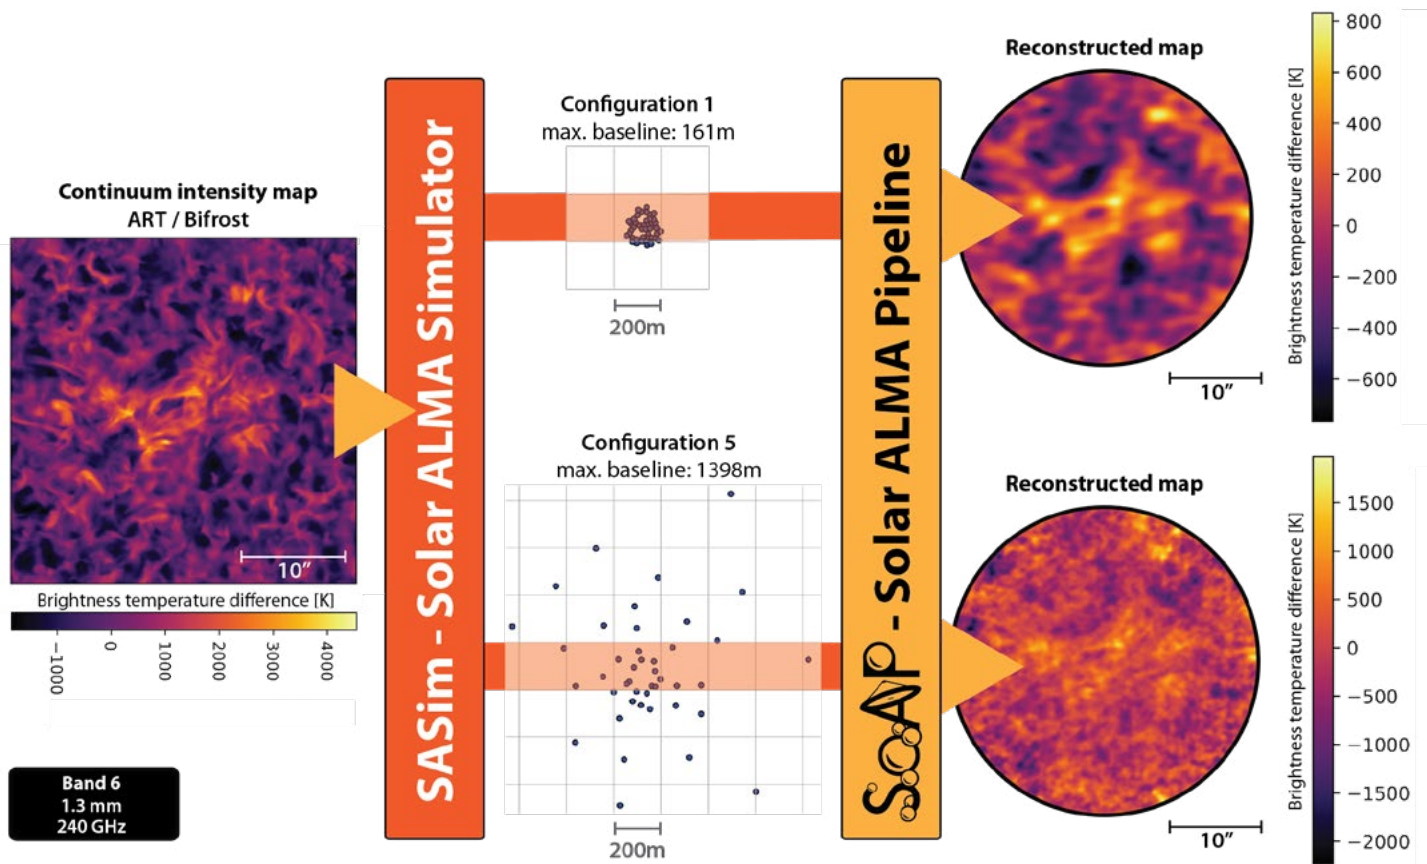 Continuum intensity map
ART / Bifrost
10”
Brightness temperature difference [K]
−1000
0
1000
2000
3000
4000
Band 6
1.3 mm
240 GHz
SASim - Solar ALMA Simulator
Configuration 1
max. baseline: 161m
200m
Configuration 5
max. baseline: 1398m
200m
SoAP - Solar ALMA Pipeline
Reconstructed map
10”
Brightness temperature difference [K]
800
600
400
200
0
−200
−400
−600
Reconstructed map
10”
Brightness temperature difference [K]
1500
1000
500
0
−500
−1000
−1500
−2000